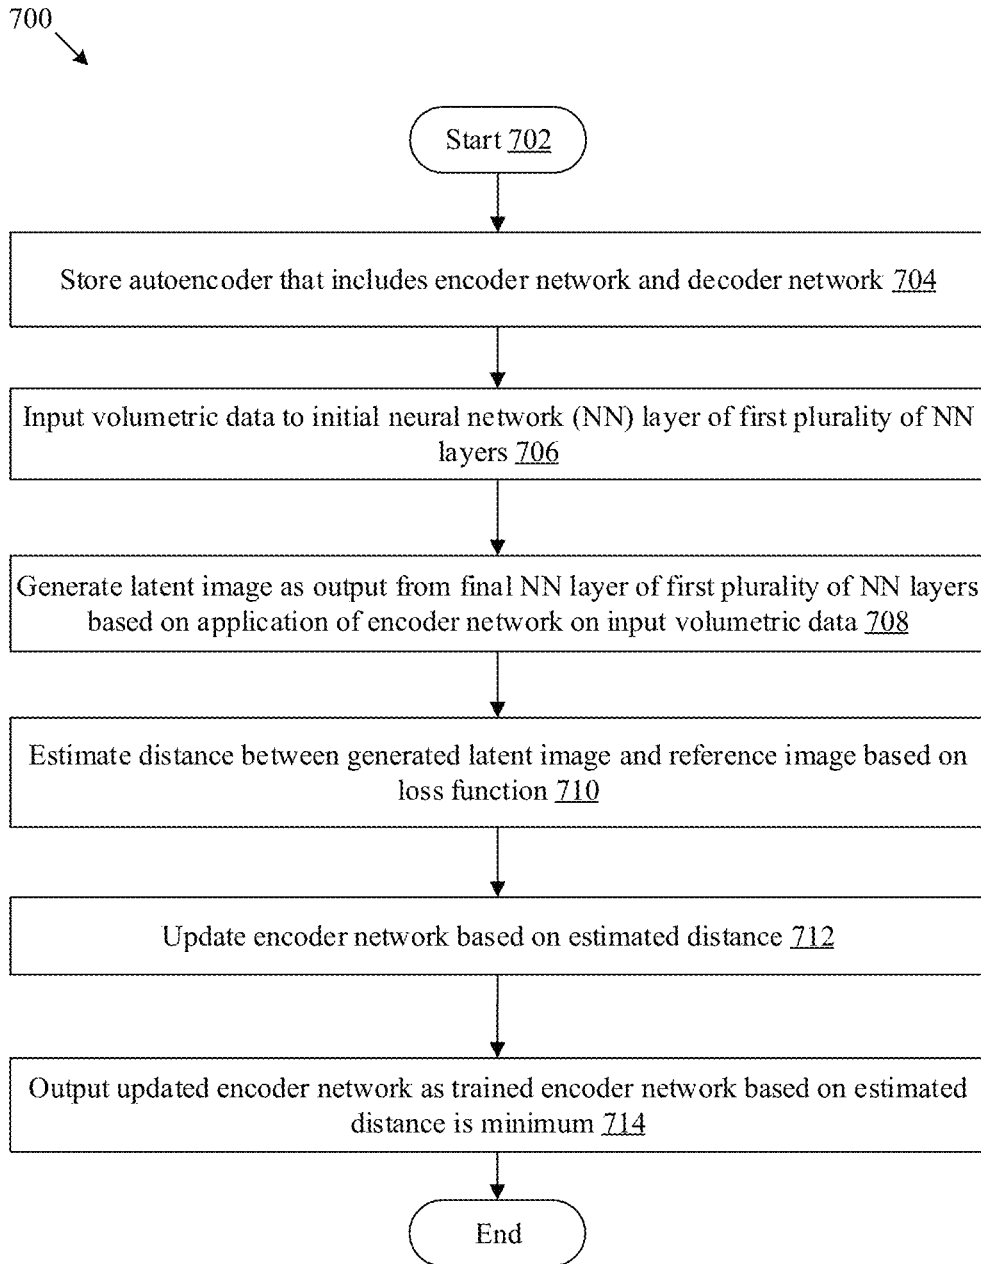 700
Start 702
Store autoencoder that includes encoder network and decoder network 704
Input volumetric data to initial neural network (NN) layer of first plurality of NN
layers 706
Generate latent image as output from final NN layer of first plurality of NN layers
based on application of encoder network on input volumetric data 708
Estimate distance between generated latent image and reference image based on
loss function 710
Update encoder network based on estimated distance 712
Output updated encoder network as trained encoder network based on estimated
distance is minimum 714
End